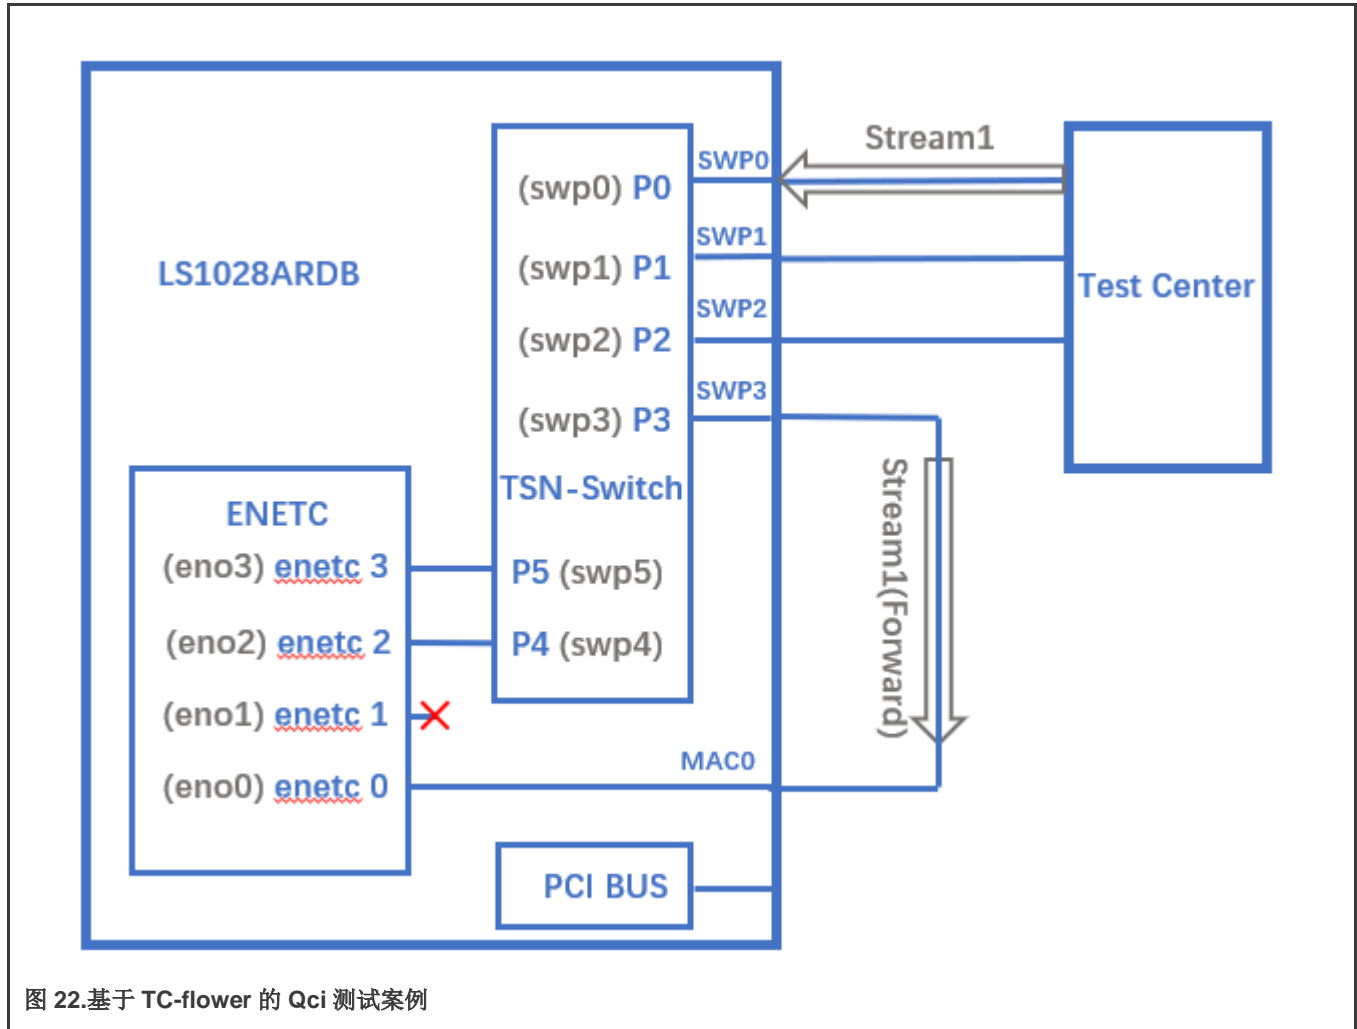 Stream1
SWP0
(swp0) P0
SWP1
(swp1) P1
LS1028ARDB
Test Center
SWP2
(swp2) P2
SWP3
(swp3) P3
TSN-Switch
Stream1(Forward)
ENETC
(eno3) enetc 3
P5 (swp5)
(eno2) enetc 2
P4 (swp4)
(eno1) enetc 1
MAC0
(eno0) enetc 0
PCI BUS
图 22.基于 TC-flower 的 Qci 测试案例